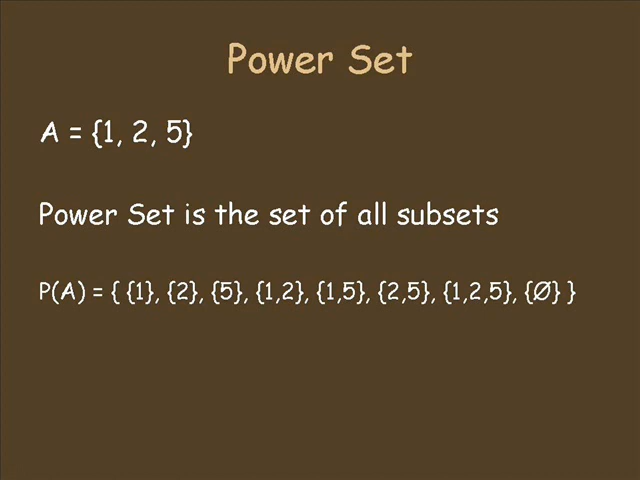 Power Set
A = {1, 2, 5}
Power Set is the set of all subsets
P(A) = { {1}, {2}, {5}, {1,2}, {1,5}, {2,5}, {1,2,5}, {Ø} }